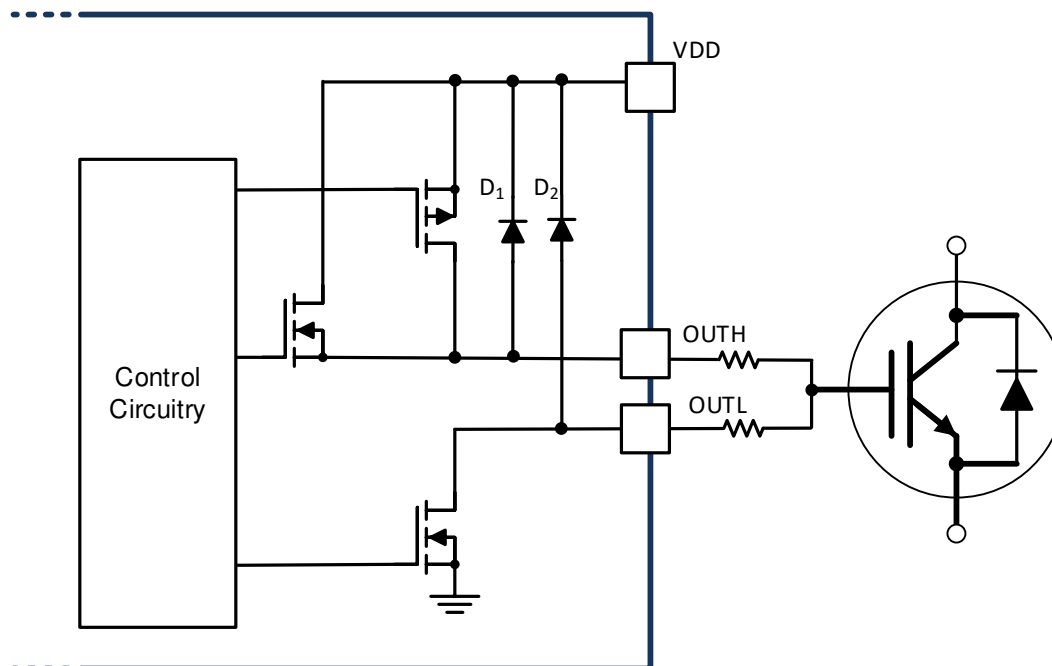 VDD
D₁
D₂
OUTH
Control
Circuitry
OUTL